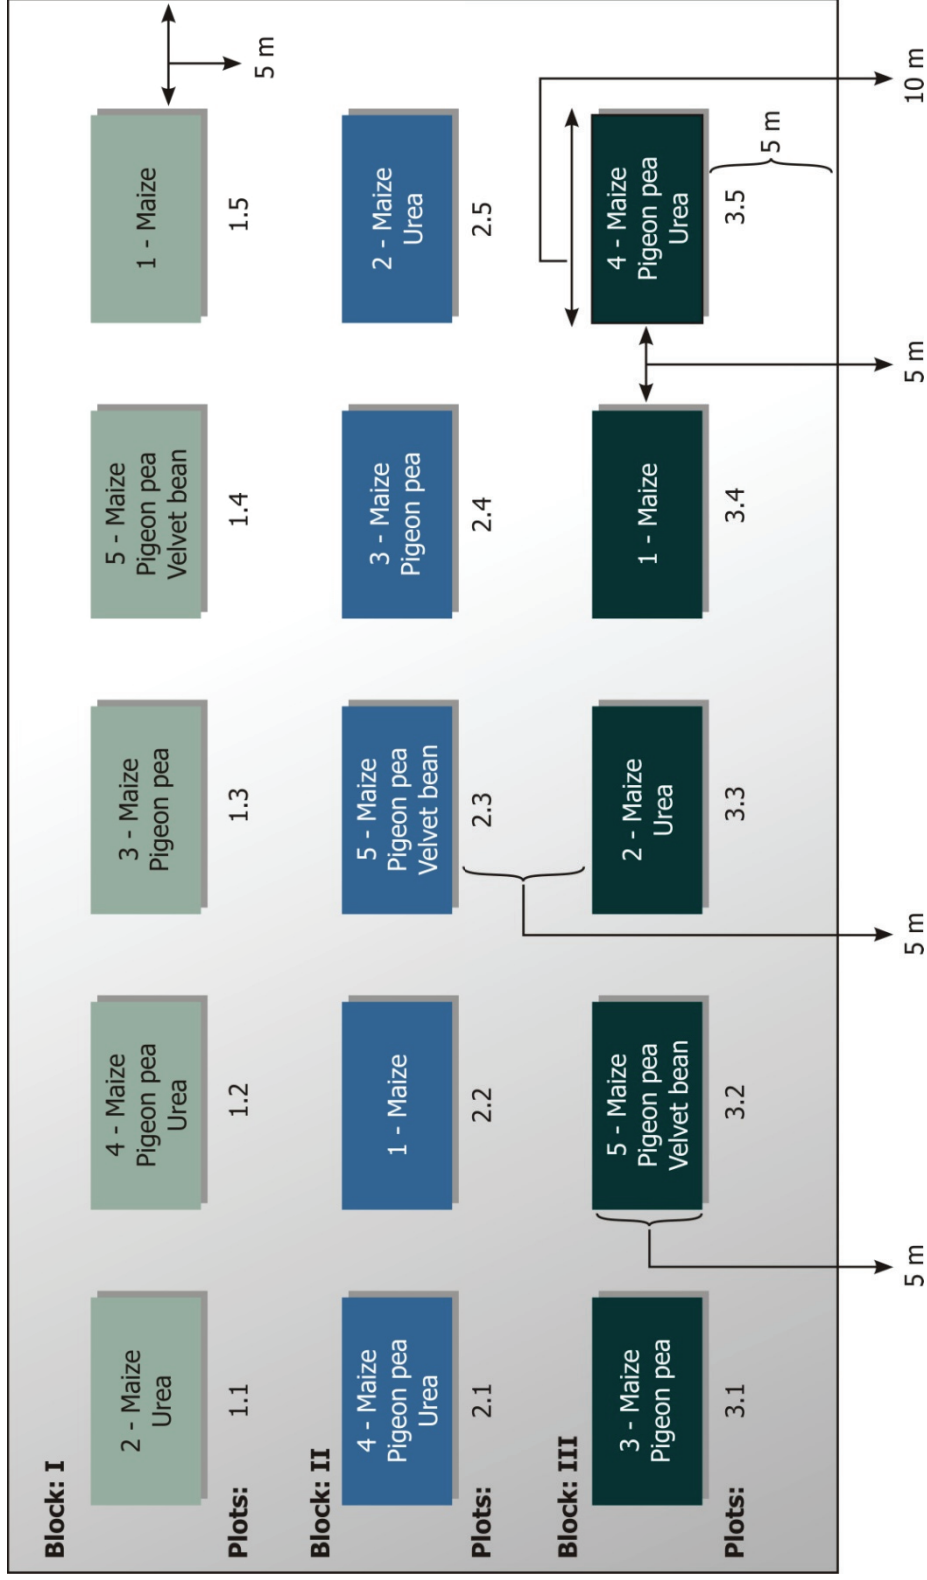 Block: I
2 - Maize
Urea
4 - Maize
Pigeon pea
Urea
3 - Maize
Pigeon pea
5 - Maize
Pigeon pea
Velvet bean
1 - Maize
5 m
Plots:
1.1
1.2
1.3
1.4
1.5
Block: II
4 - Maize
Pigeon pea
Urea
1 - Maize
5 - Maize
Pigeon pea
Velvet bean
3 - Maize
Pigeon pea
2 - Maize
Urea
Plots:
2.1
2.2
2.3
2.4
2.5
Block: III
3 - Maize
Pigeon pea
5 - Maize
Pigeon pea
Velvet bean
2 - Maize
Urea
1 - Maize
4 - Maize
Pigeon pea
Urea
Plots:
3.1
3.2
3.3
3.4
3.5
5 m
5 m
5 m
5 m
10 m